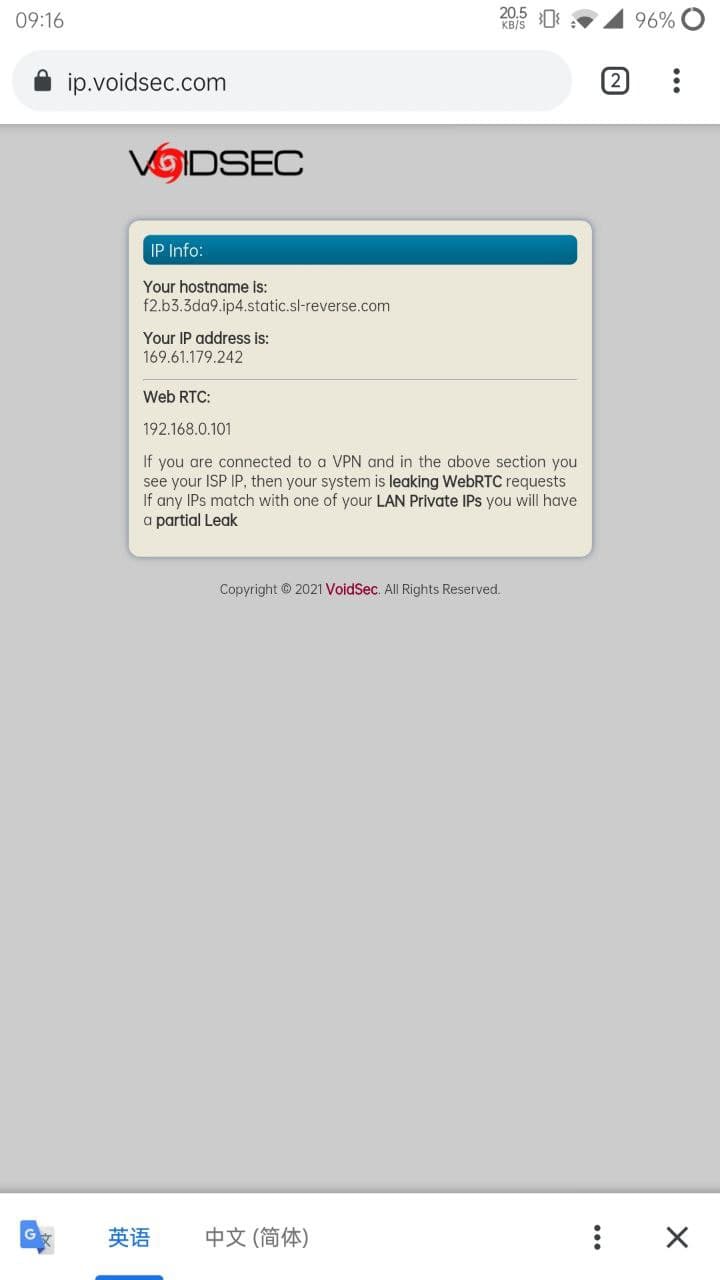 09:16
20.5
KB/S
96%
ip.voidsec.com
2
VOIDSEC
IP Info:
Your hostname is:
f2.b3.3da9.ip4.static.sl-reverse.com
Your IP address is:
169.61.179.242
Web RTC:
192.168.0.101
If you are connected to a VPN and in the above section you
see your ISP IP, then your system is leaking WebRTC requests
If any IPs match with one of your LAN Private IPs you will have
a partial Leak
Copyright © 2021 VoidSec. All Rights Reserved.
G 文
英语
中文 (简体)